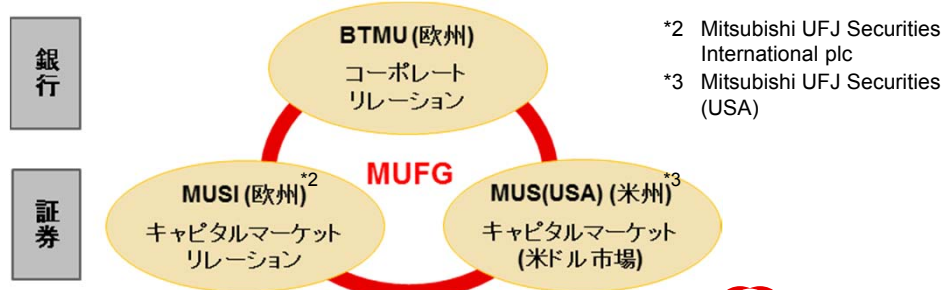 銀行
BTMU (欧州)
コーポレート
リレーション
*2 Mitsubishi UFJ Securities
International plc
*3 Mitsubishi UFJ Securities
(USA)
MUFG
証券
MUSI (欧州)*2
キャピタルマーケット
リレーション
MUS(USA) (米州)*3
キャピタルマーケット
(米ドル市場)